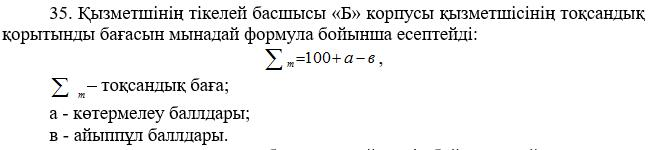 35. Қызметшінің тікелей басшысы «Б» корпусы қызметшісінің тоқсандық
қорытынды бағасын мынадай формула бойынша есептейді:
∑ т=100+ а – в ,
∑ т – тоқсандық баға;
а - көтермелеу баллдары;
в - айыппұл баллдары.